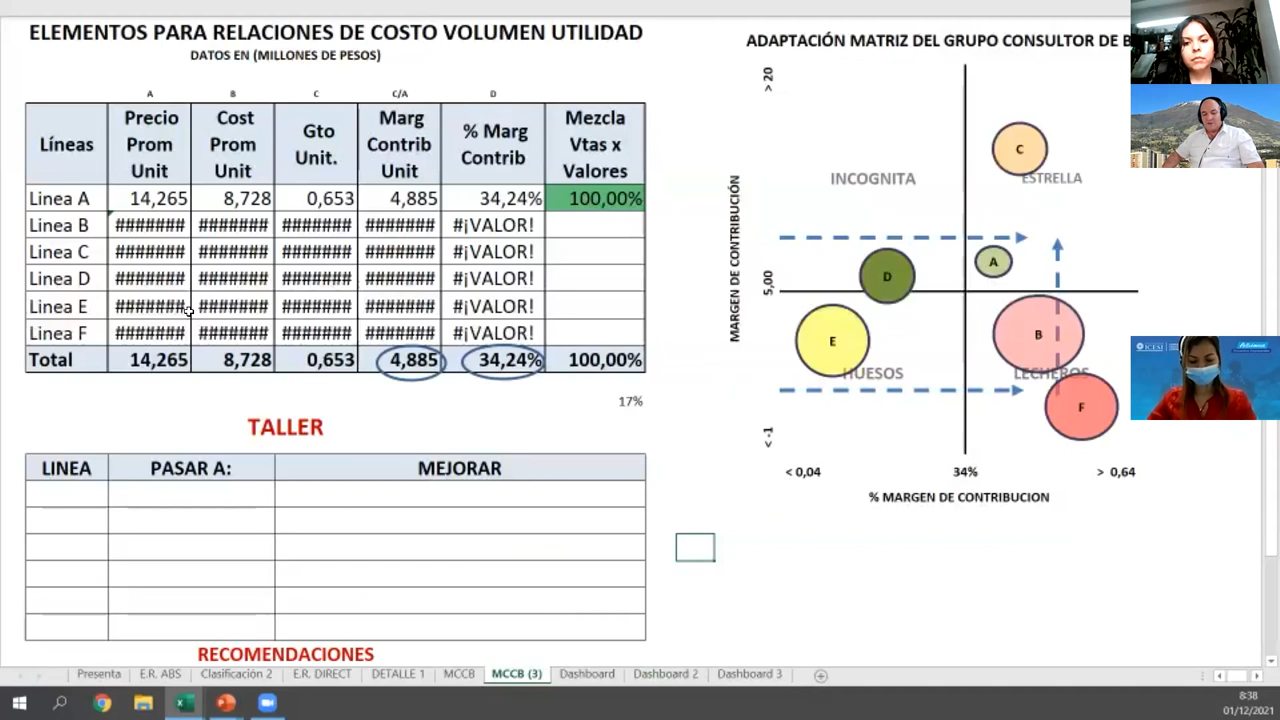 ELEMENTOS PARA RELACIONES DE COSTO VOLUMEN UTILIDAD
DATOS EN (MILLONES DE PESOS)
A B C C/A D
Líneas Precio Prom Unit Cost Prom Unit Gto Unit. Marg Contrib Unit % Marg Contrib Mezcla Vtas x Valores
Linea A 14,265 8,728 0,653 4,885 34,24% 100,00%
Linea B ####### ####### ####### ####### #¡VALOR!
Linea C ####### ####### ####### ####### #¡VALOR!
Linea D ####### ####### ####### ####### #¡VALOR!
Linea E ####### ####### ####### ####### #¡VALOR!
Linea F ####### ####### ####### ####### #¡VALOR!
Total 14,265 8,728 0,653 4,885 34,24% 100,00%
17%
TALLER
LINEA PASAR A: MEJORAR
RECOMENDACIONES
ADAPTACIÓN MATRIZ DEL GRUPO CONSULTOR DE B
> 20
C
INCOGNITA ESTRELLA
MARGEN DE CONTRIBUCIÓN
A
D
5,00
B
E
HUESOS LECHEROS
F
< -1
< 0,04 34% > 0,64
% MARGEN DE CONTRIBUCION
ICESI
Presenta E.R. ABS Clasificación 2 E.R. DIRECT DETALLE 1 MCCB MCCB (3) Dashboard Dashboard 2 Dashboard 3
8:38
01/12/2021